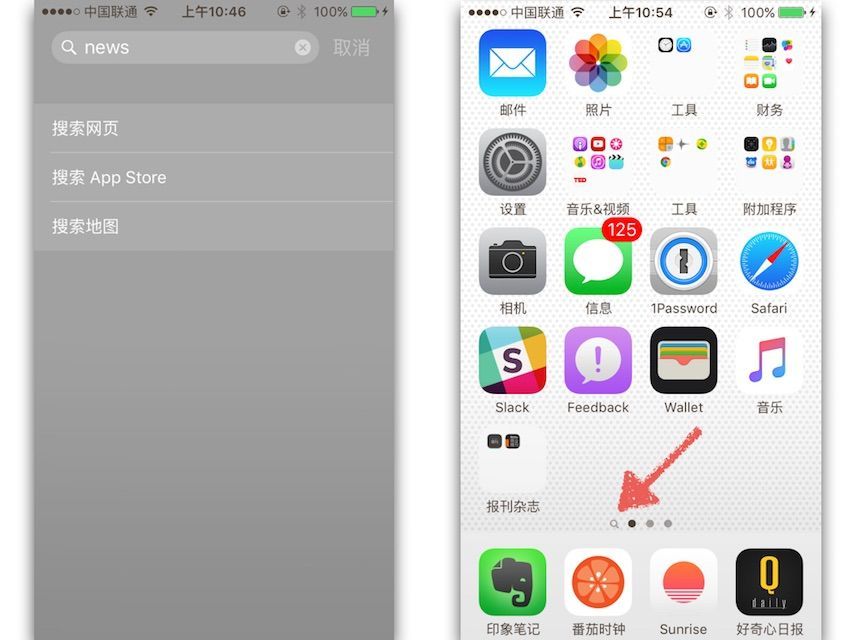 中国联通 上午10:46 100%
news 取消
搜索网页
搜索 App Store
搜索地图
中国联通 上午10:54 100%
邮件 照片 工具 财务
TED
设置 音乐&视频 工具 附加程序
125
相机 信息 1Password Safari
S
Slack Feedback Wallet 音乐
报刊杂志
Q
daily
印象笔记 番茄时钟 Sunrise 好奇心日报